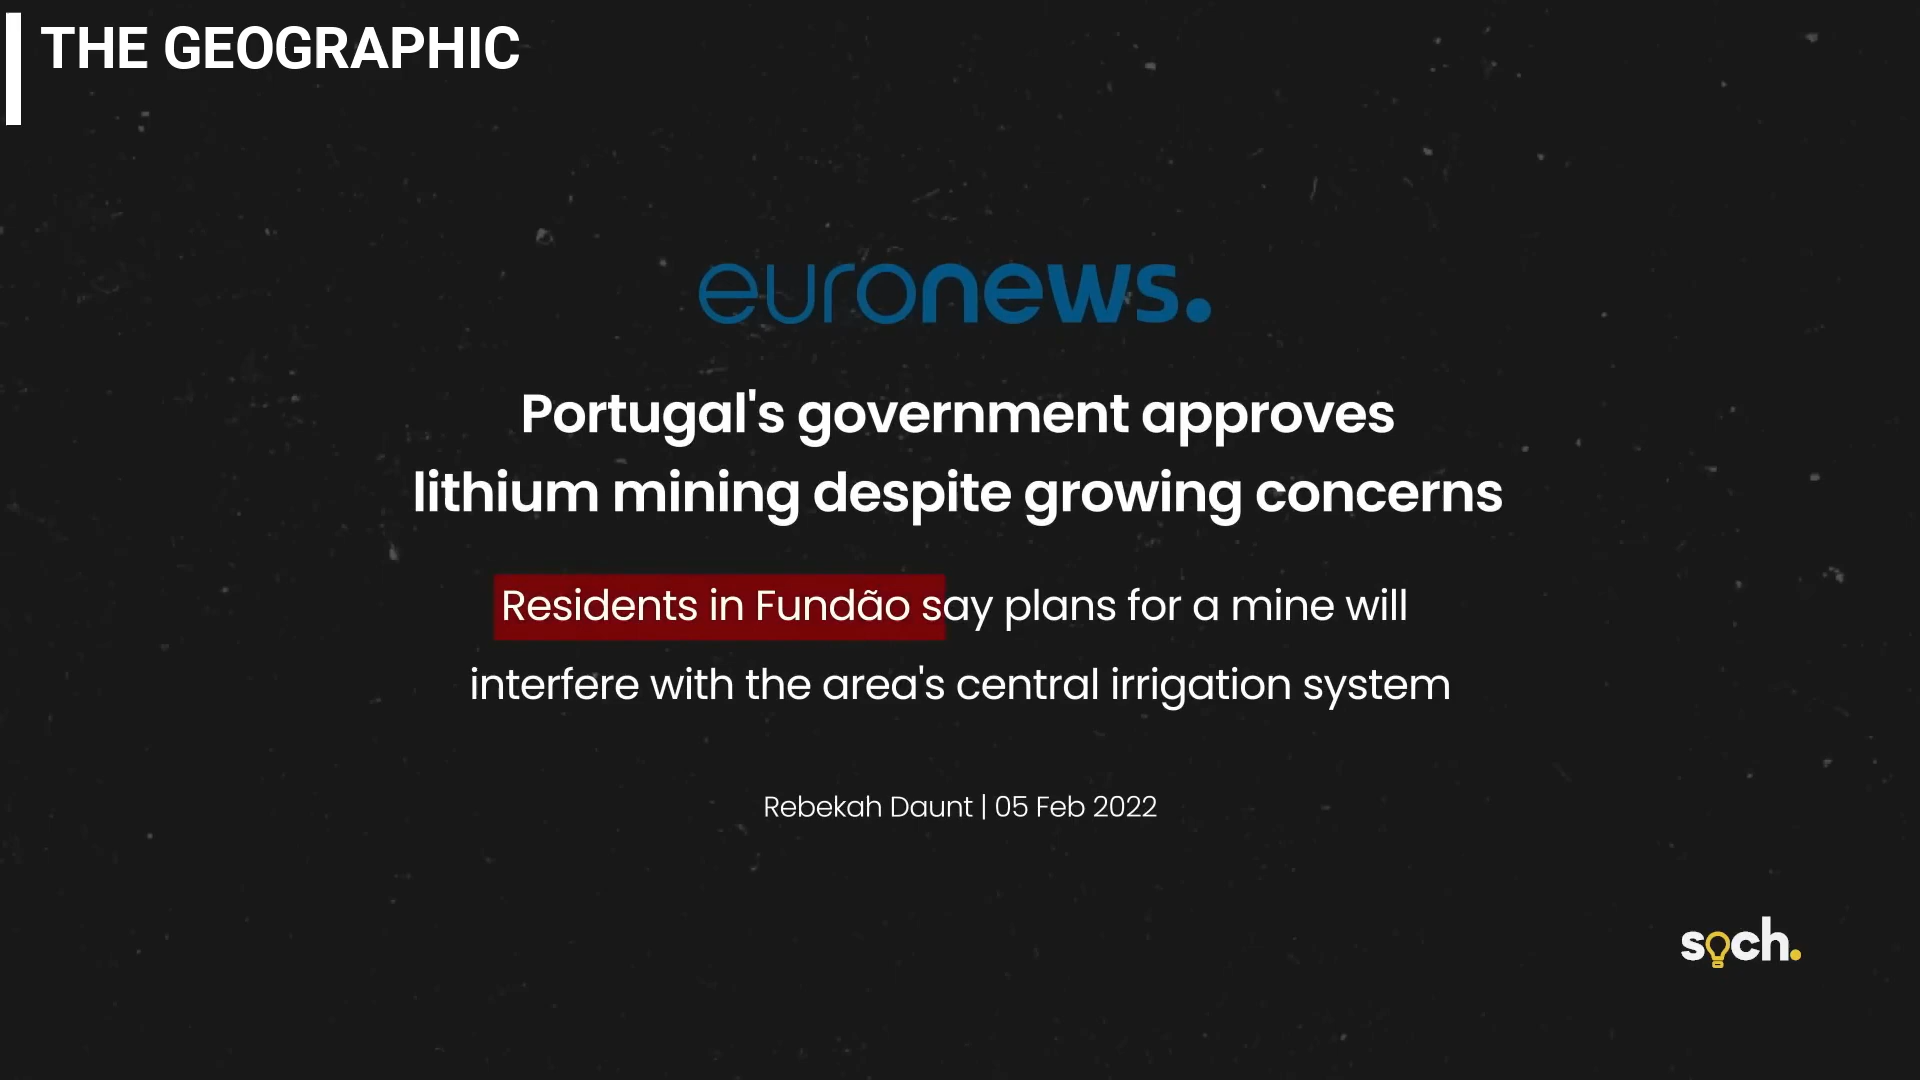 THE GEOGRAPHIC
euronews.
Portugal's government approves
lithium mining despite growing concerns
Residents in Fundão say plans for a mine will
interfere with the area's central irrigation system
Rebekah Daunt | 05 Feb 2022
soch.